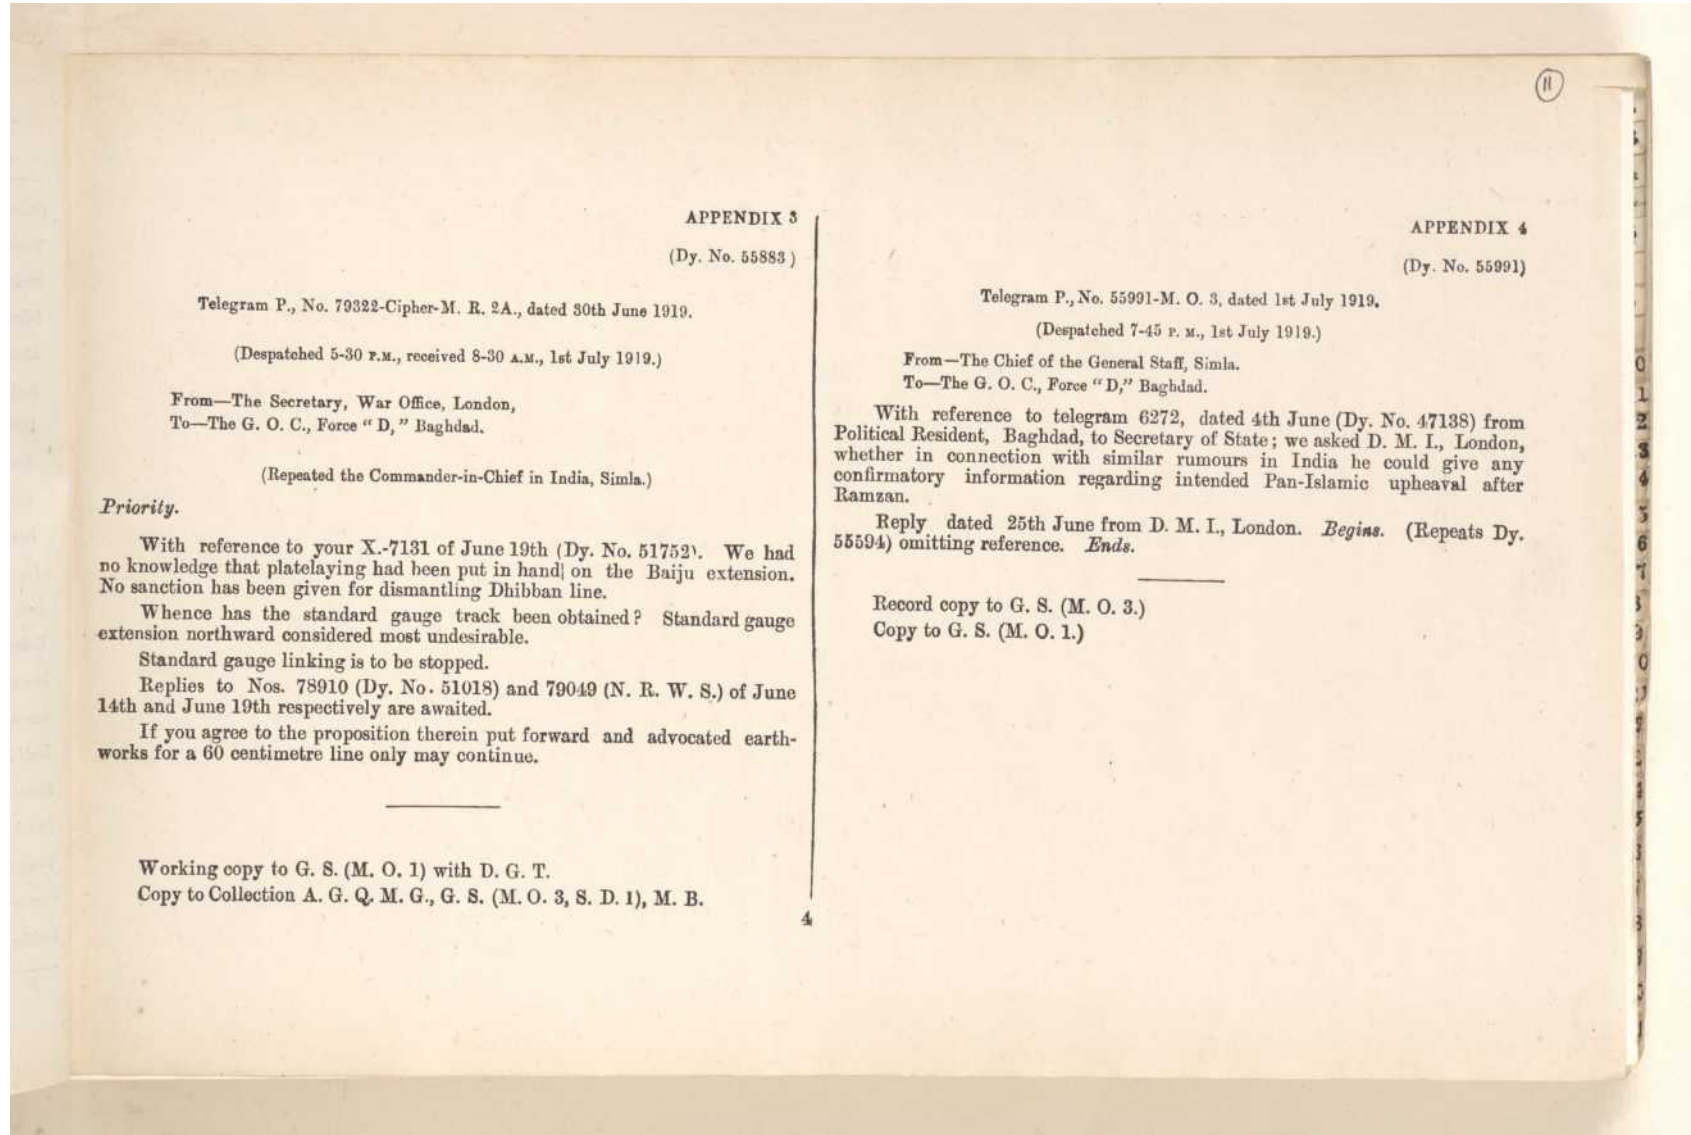 11
APPENDIX 3
(Dy. No. 55883)
Telegram P., No. 79322-Cipher-M. R. 2A., dated 30th June 1919.
(Despatched 5-30 P.M., received 8-30 A.M., 1st July 1919.)
From—The Secretary, War Office, London,
To—The G. O. C., Force “ D, ” Baghdad.
(Repeated the Commander-in-Chief in India, Simla.)
Priority.
With reference to your X.-7131 of June 19th (Dy. No. 51752). We had
no knowledge that platelaying had been put in hand on the Baiju extension.
No sanction has been given for dismantling Dhibban line.
Whence has the standard gauge track been obtained? Standard gauge
extension northward considered most undesirable.
Standard gauge linking is to be stopped.
Replies to Nos. 78910 (Dy. No. 51018) and 79049 (N. R. W. S.) of June
14th and June 19th respectively are awaited.
If you agree to the proposition therein put forward and advocated earth-
works for a 60 centimetre line only may continue.
Working copy to G. S. (M. O. 1) with D. G. T.
Copy to Collection A. G. Q. M. G., G. S. (M. O. 3, S. D. 1), M. B.
APPENDIX 4
(Dy. No. 55991)
Telegram P., No. 55991-M. O. 3, dated 1st July 1919.
(Despatched 7-45 P. M., 1st July 1919.)
From—The Chief of the General Staff, Simla.
To—The G. O. C., Force “ D,” Baghdad.
With reference to telegram 6272, dated 4th June (Dy. No. 47138) from
Political Resident, Baghdad, to Secretary of State; we asked D. M. I., London,
whether in connection with similar rumours in India he could give any
confirmatory information regarding intended Pan-Islamic upheaval after
Ramzan.
Reply dated 25th June from D. M. I., London. Begins. (Repeats Dy.
55594) omitting reference. Ends.
Record copy to G. S. (M. O. 3.)
Copy to G. S. (M. O. 1.)
4